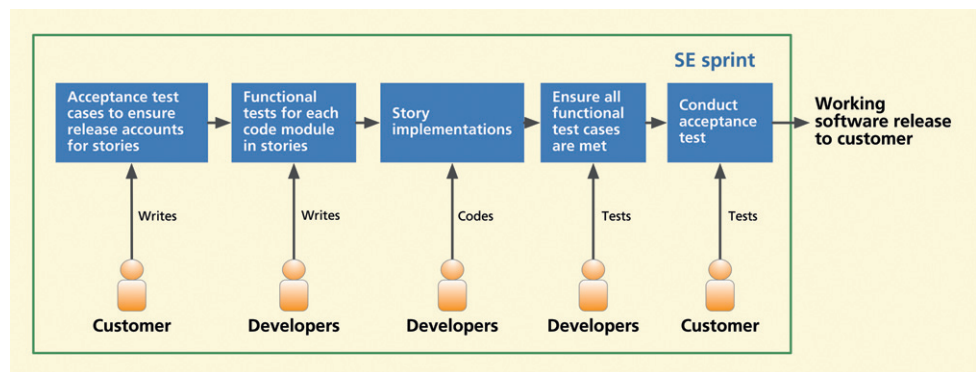 SE sprint
Acceptance test
cases to ensure
release accounts
for stories
Functional
tests for each
code module
in stories
Story
implementations
Ensure all
functional
test cases
are met
Conduct
acceptance
test
Working
software release
to customer
Writes
Writes
Codes
Tests
Tests
Customer
Developers
Developers
Developers
Customer